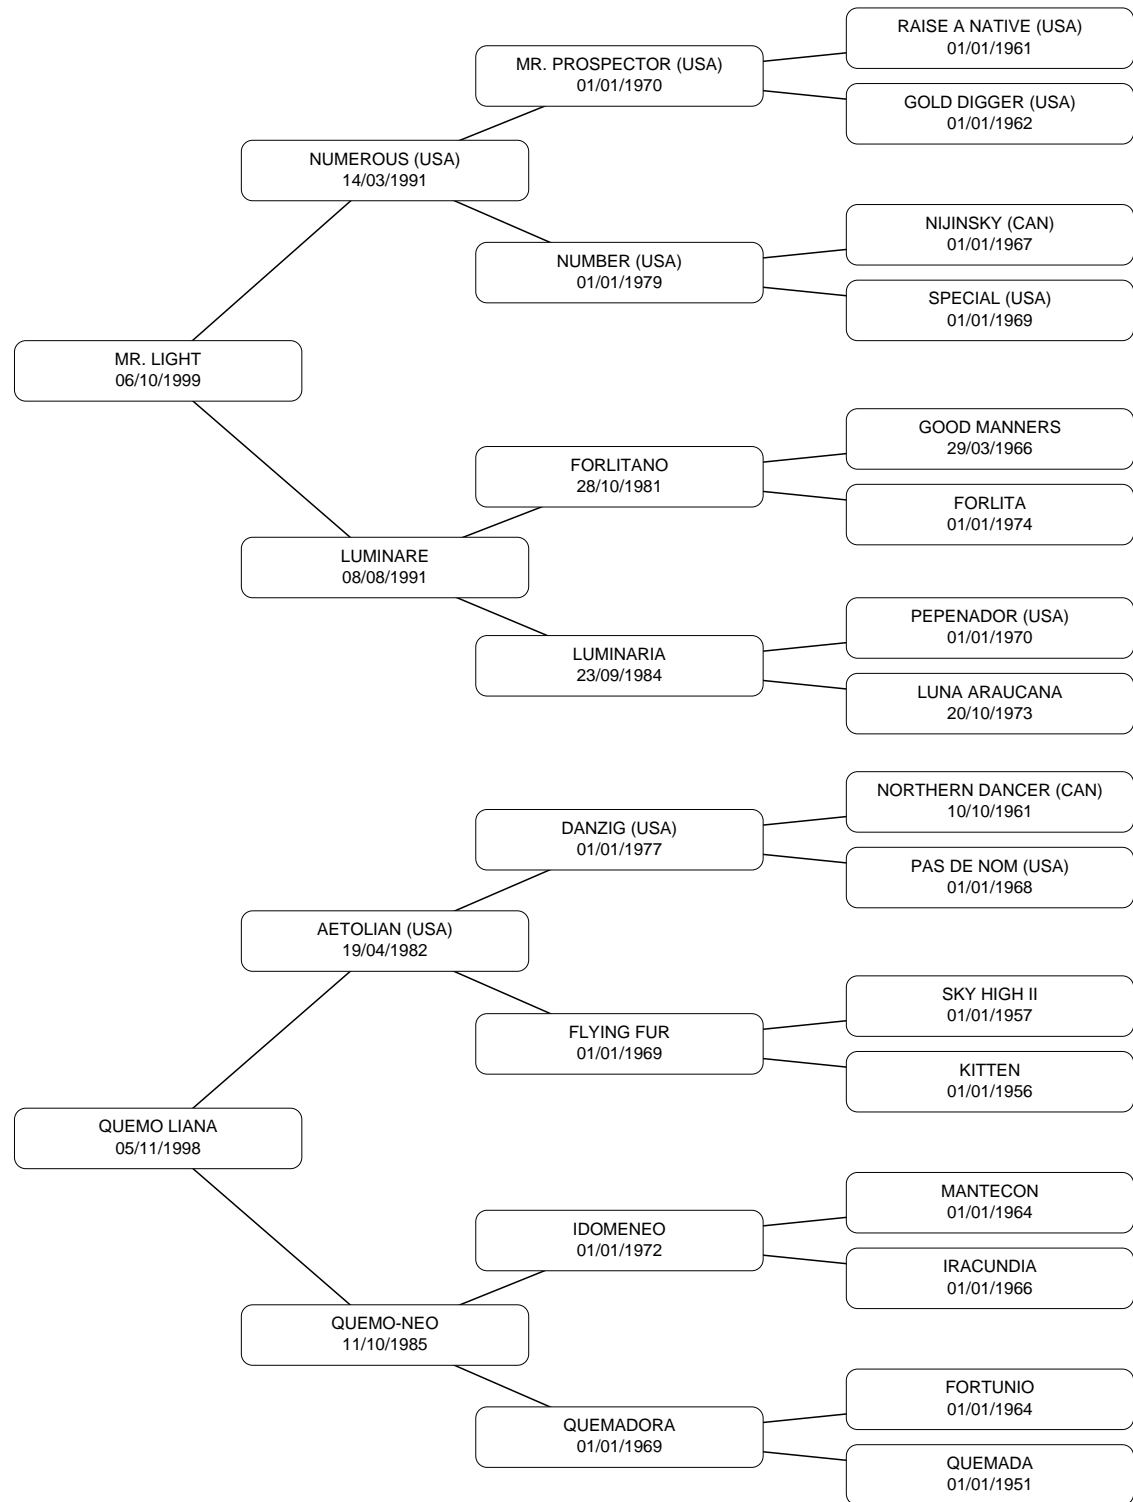 RAISE A NATIVE (USA)
01/01/1961
MR. PROSPECTOR (USA)
01/01/1970
GOLD DIGGER (USA)
01/01/1962
NUMEROUS (USA)
14/03/1991
NIJINSKY (CAN)
01/01/1967
NUMBER (USA)
01/01/1979
SPECIAL (USA)
01/01/1969
MR. LIGHT
06/10/1999
GOOD MANNERS
29/03/1966
FORLITANO
28/10/1981
FORLITA
01/01/1974
LUMINARE
08/08/1991
PEPENADOR (USA)
01/01/1970
LUMINARIA
23/09/1984
LUNA ARAUCANA
20/10/1973
NORTHERN DANCER (CAN)
10/10/1961
DANZIG (USA)
01/01/1977
PAS DE NOM (USA)
01/01/1968
AETOLIAN (USA)
19/04/1982
SKY HIGH II
01/01/1957
FLYING FUR
01/01/1969
KITTEN
01/01/1956
QUEMO LIANA
05/11/1998
MANTECON
01/01/1964
IDOMENEO
01/01/1972
IRACUNDIA
01/01/1966
QUEMO-NEO
11/10/1985
FORTUNIO
01/01/1964
QUEMADORA
01/01/1969
QUEMADA
01/01/1951